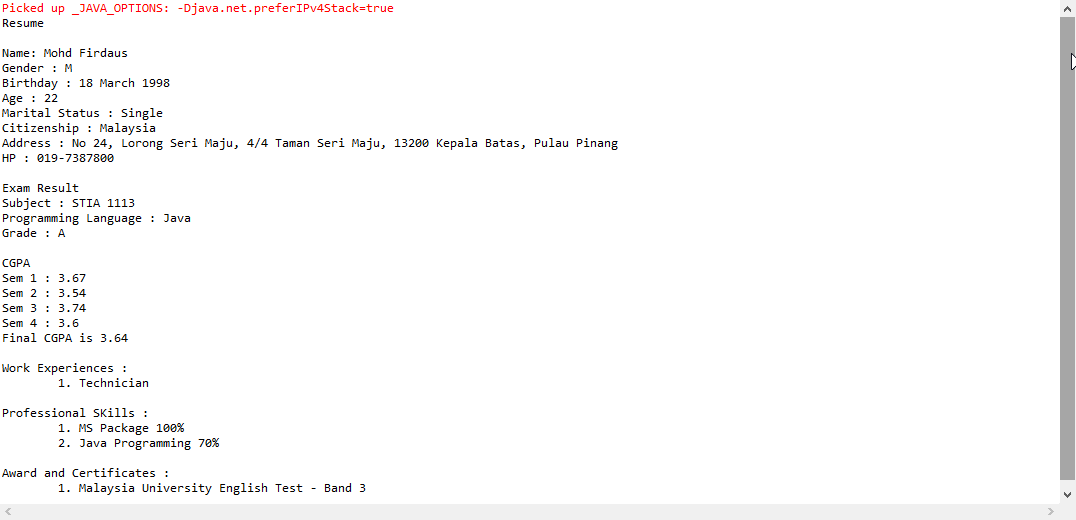 Picked up _JAVA_OPTIONS: -Djava.net.preferIPv4Stack=true
Resume
Name: Mohd Firdaus
Gender : M
Birthday : 18 March 1998
Age : 22
Marital Status : Single
Citizenship : Malaysia
Address : No 24, Lorong Seri Maju, 4/4 Taman Seri Maju, 13200 Kepala Batas, Pulau Pinang
HP : 019-7387800
Exam Result
Subject : STIA 1113
Programming Language : Java
Grade : A
CGPA
Sem 1 : 3.67
Sem 2 : 3.54
Sem 3 : 3.74
Sem 4 : 3.6
Final CGPA is 3.64
Work Experiences :
1. Technician
Professional SKills :
1. MS Package 100%
2. Java Programming 70%
Award and Certificates :
1. Malaysia University English Test - Band 3